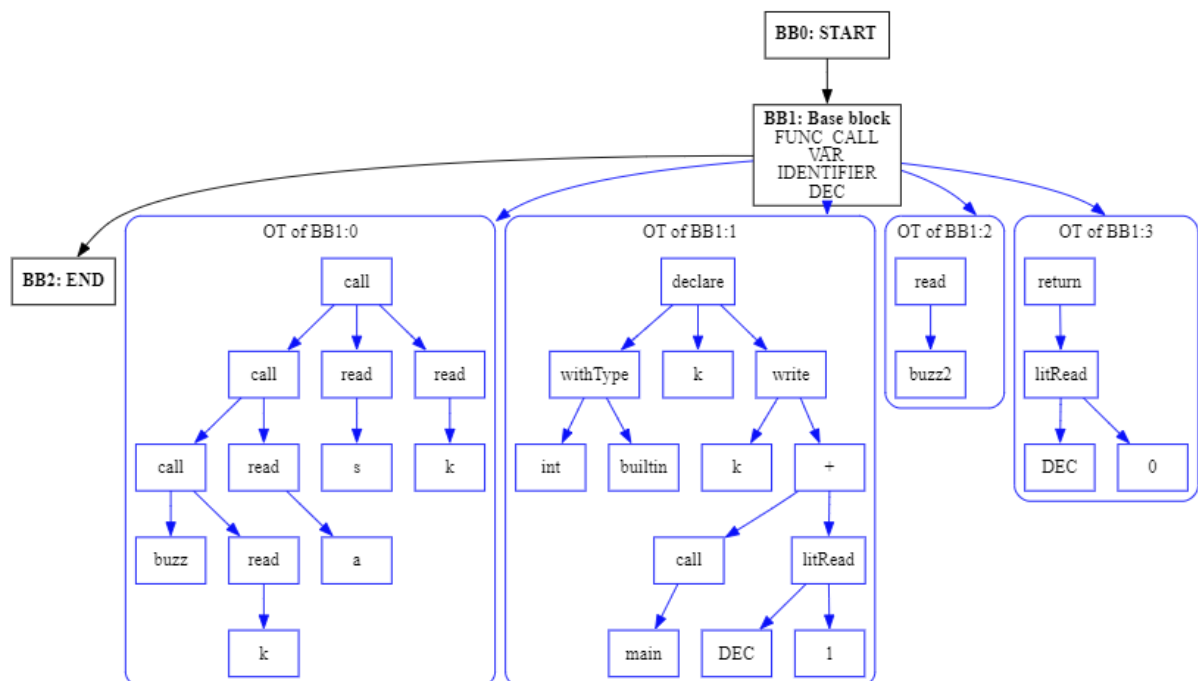 BB0: START
BB1: Base block
FUNC_CALL
VAR
IDENTIFIER
DEC
BB2: END
OT of BB1:0
call
call
read
read
call
read
s
k
buzz
read
a
k
OT of BB1:1
declare
withType
k
write
int
builtin
k
+
call
litRead
main
DEC
1
OT of BB1:2
read
buzz2
OT of BB1:3
return
litRead
DEC
0